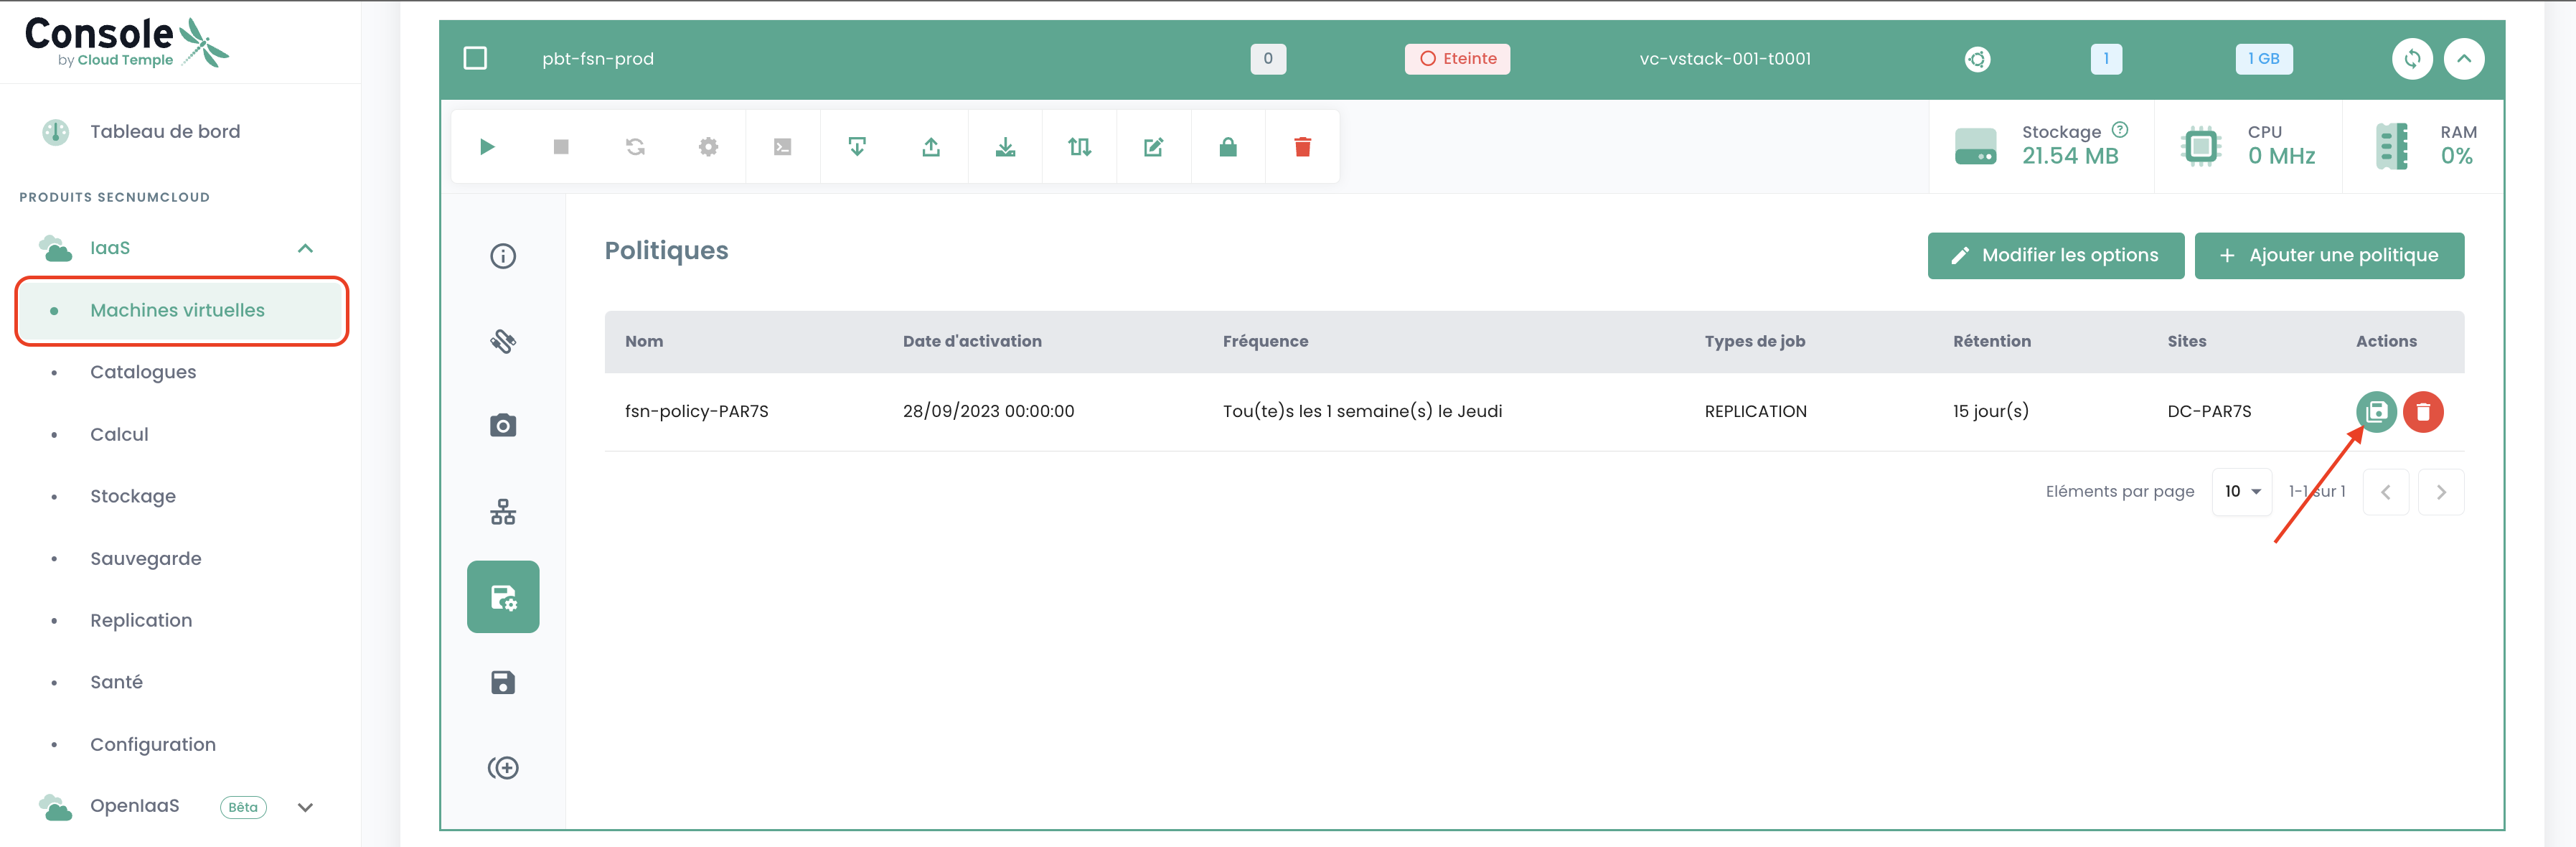 Console
by Cloud Temple
Tableau de bord
PRODUITS SECNUMCLOUD
IaaS
Machines virtuelles
Catalogues
Calcul
Stockage
Sauvegarde
Replication
Santé
Configuration
OpenIaaS Bêta
pbt-fsn-prod 0 Eteinte vc-vstack-001-t0001 1 1 GB
Stockage ? CPU RAM
21.54 MB 0 MHz 0%
Politiques Modifier les options + Ajouter une politique
Nom Date d'activation Fréquence Types de job Rétention Sites Actions
fsn-policy-PAR7S 28/09/2023 00:00:00 Tou(te)s les 1 semaine(s) le Jeudi REPLICATION 15 jour(s) DC-PAR7S
Eléments par page 10 1-1 sur 1